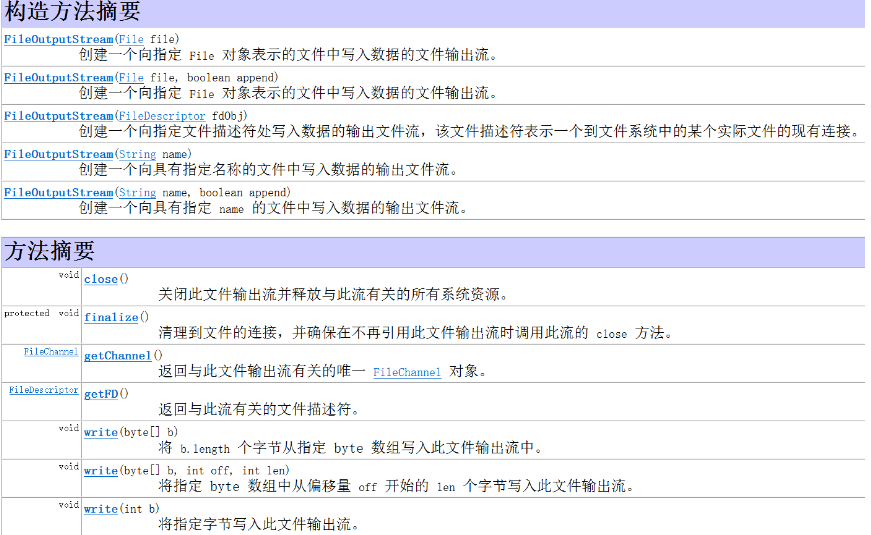 构造方法摘要
FileOutputStream(File file)
创建一个向指定 File 对象表示的文件中写入数据的文件输出流。
FileOutputStream(File file, boolean append)
创建一个向指定 File 对象表示的文件中写入数据的文件输出流。
FileOutputStream(FileDescriptor fdObj)
创建一个向指定文件描述符处写入数据的输出文件流，该文件描述符表示一个到文件系统中的某个实际文件的现有连接。
FileOutputStream(String name)
创建一个向具有指定名称的文件中写入数据的输出文件流。
FileOutputStream(String name, boolean append)
创建一个向具有指定 name 的文件中写入数据的输出文件流。
方法摘要
void close()
关闭此文件输出流并释放与此流有关的所有系统资源。
protected void finalize()
清理到文件的连接，并确保在不再引用此文件输出流时调用此流的 close 方法。
FileChannel getChannel()
返回与此文件输出流有关的唯一 FileChannel 对象。
FileDescriptor getFD()
返回与此流有关的文件描述符。
void write(byte[] b)
将 b.length 个字节从指定 byte 数组写入此文件输出流中。
void write(byte[] b, int off, int len)
将指定 byte 数组中从偏移量 off 开始的 len 个字节写入此文件输出流。
void write(int b)
将指定字节写入此文件输出流。